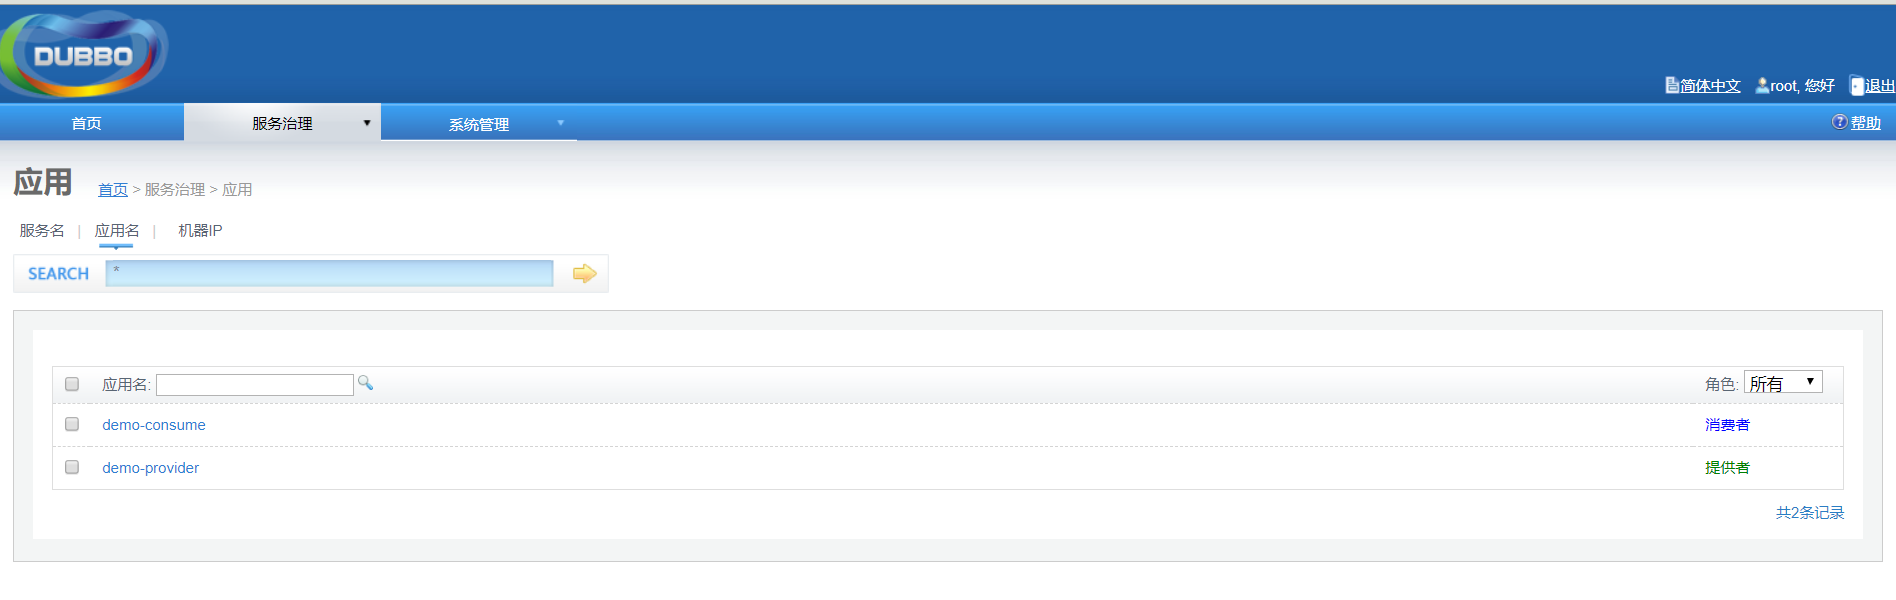 DUBBO
简体中文 root, 您好 退出
首页 服务治理 系统管理 帮助
应用 首页 > 服务治理 > 应用
服务名 | 应用名 | 机器IP
SEARCH *
应用名: 角色: 所有
demo-consume 消费者
demo-provider 提供者
共2条记录